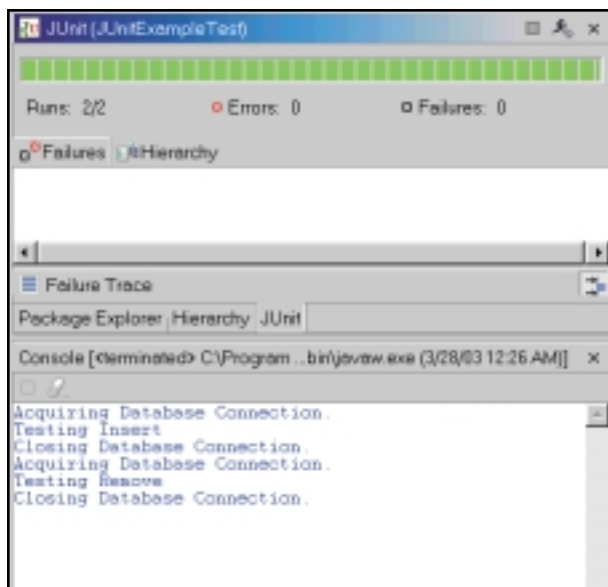 JUnit (JUnitExampleTest)
Runs: 2/2 Errors: 0 Failures: 0
Failures Hierarchy
Failure Trace
Package Explorer Hierarchy JUnit
Console [<terminated> C:\Program ...bin\javaw.exe (3/28/03 12:26 AM)]
Acquiring Database Connection.
Testing Insert
Closing Database Connection.
Acquiring Database Connection.
Testing Remove
Closing Database Connection.